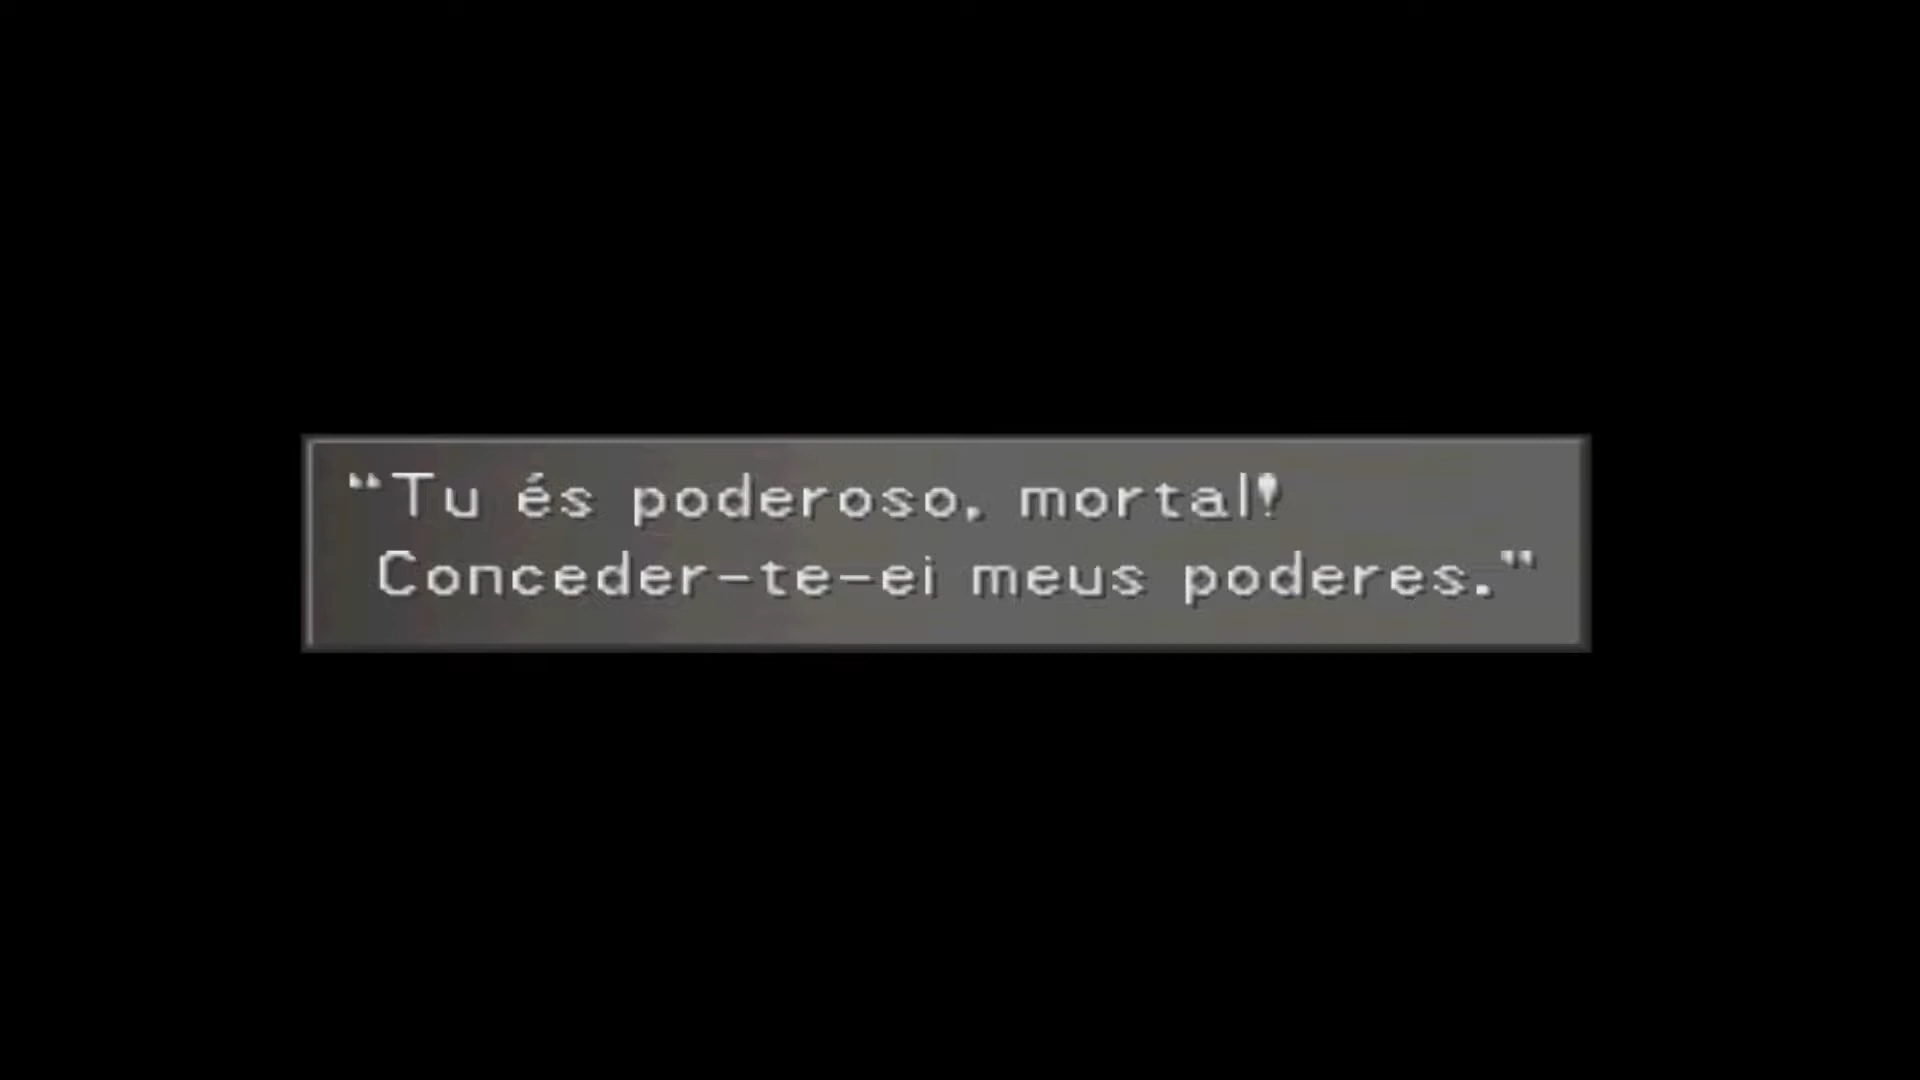 “Tu és poderoso, mortal!
Conceder-te-ei meus poderes.”